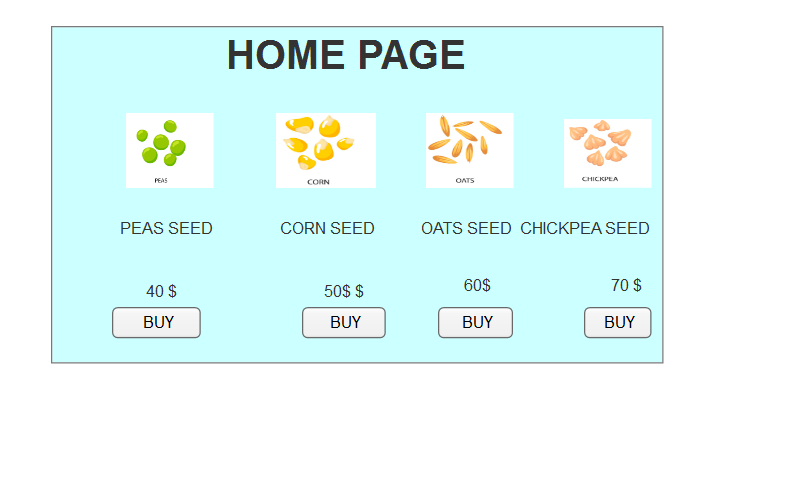 HOME PAGE
PEAS
CORN
OATS
CHICKPEA
PEAS SEED
CORN SEED
OATS SEED
CHICKPEA SEED
40 $
50$ $
60$
70 $
BUY
BUY
BUY
BUY